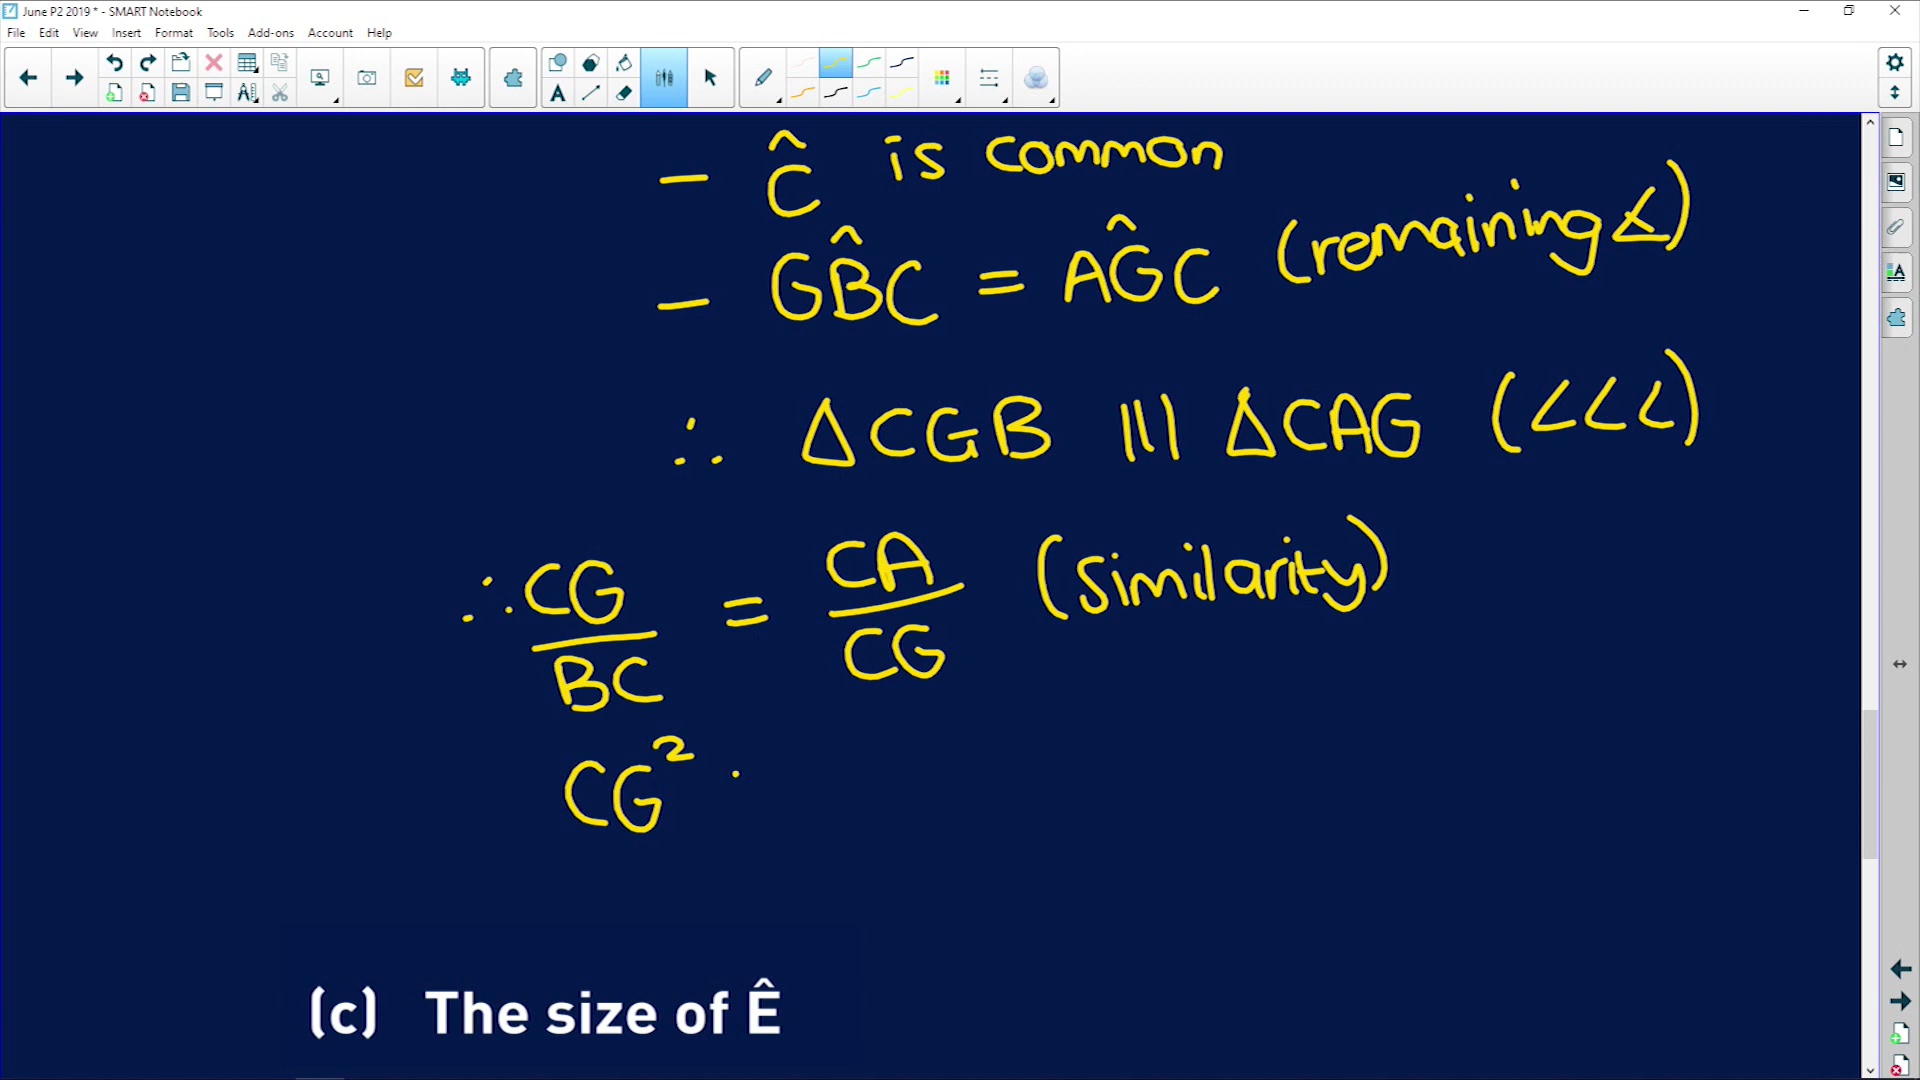 June P2 2019 * - SMART Notebook
File Edit View Insert Format Tools Add-ons Account Help
- Ĉ is common
- GB̂C = AĜC (remaining ∡)
∴ ΔCGB ||| ΔCAG (<<<)
∴ CG/BC = CA/CG (similarity)
CG² .
(c) The size of Ê